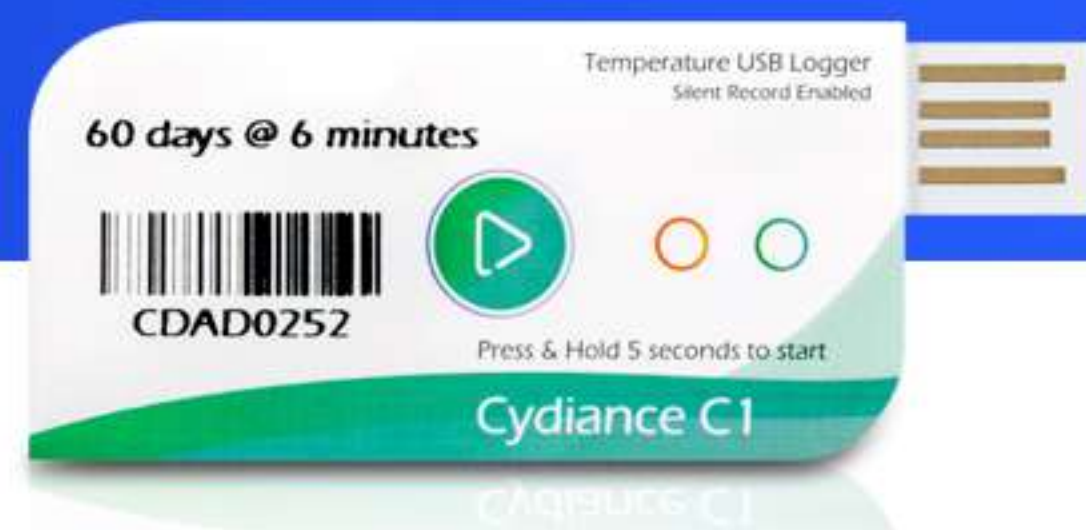 Temperature USB Logger
Silent Record Enabled
60 days @ 6 minutes
CDAD0252
Press & Hold 5 seconds to start
Cydiance C1